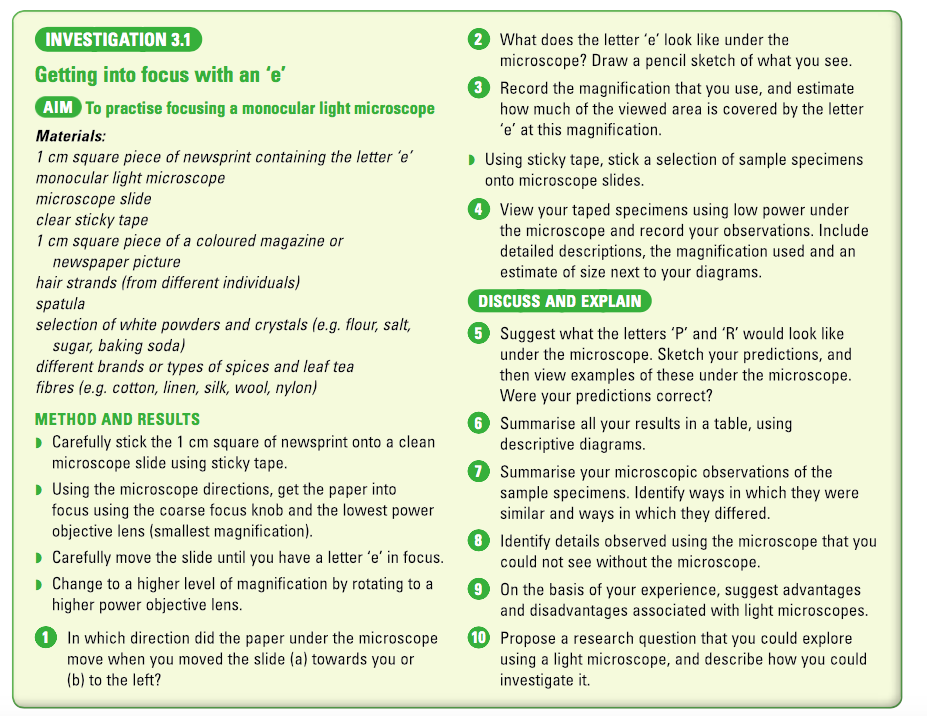 INVESTIGATION 3.1
Getting into focus with an ‘e’
AIM To practise focusing a monocular light microscope
Materials:
1 cm square piece of newsprint containing the letter ‘e’
monocular light microscope
microscope slide
clear sticky tape
1 cm square piece of a coloured magazine or
newspaper picture
hair strands (from different individuals)
spatula
selection of white powders and crystals (e.g. flour, salt,
sugar, baking soda)
different brands or types of spices and leaf tea
fibres (e.g. cotton, linen, silk, wool, nylon)
METHOD AND RESULTS
◗ Carefully stick the 1 cm square of newsprint onto a clean
microscope slide using sticky tape.
◗ Using the microscope directions, get the paper into
focus using the coarse focus knob and the lowest power
objective lens (smallest magnification).
◗ Carefully move the slide until you have a letter ‘e’ in focus.
◗ Change to a higher level of magnification by rotating to a
higher power objective lens.
1 In which direction did the paper under the microscope
move when you moved the slide (a) towards you or
(b) to the left?
2 What does the letter ‘e’ look like under the
microscope? Draw a pencil sketch of what you see.
3 Record the magnification that you use, and estimate
how much of the viewed area is covered by the letter
‘e’ at this magnification.
◗ Using sticky tape, stick a selection of sample specimens
onto microscope slides.
4 View your taped specimens using low power under
the microscope and record your observations. Include
detailed descriptions, the magnification used and an
estimate of size next to your diagrams.
DISCUSS AND EXPLAIN
5 Suggest what the letters ‘P’ and ‘R’ would look like
under the microscope. Sketch your predictions, and
then view examples of these under the microscope.
Were your predictions correct?
6 Summarise all your results in a table, using
descriptive diagrams.
7 Summarise your microscopic observations of the
sample specimens. Identify ways in which they were
similar and ways in which they differed.
8 Identify details observed using the microscope that you
could not see without the microscope.
9 On the basis of your experience, suggest advantages
and disadvantages associated with light microscopes.
10 Propose a research question that you could explore
using a light microscope, and describe how you could
investigate it.